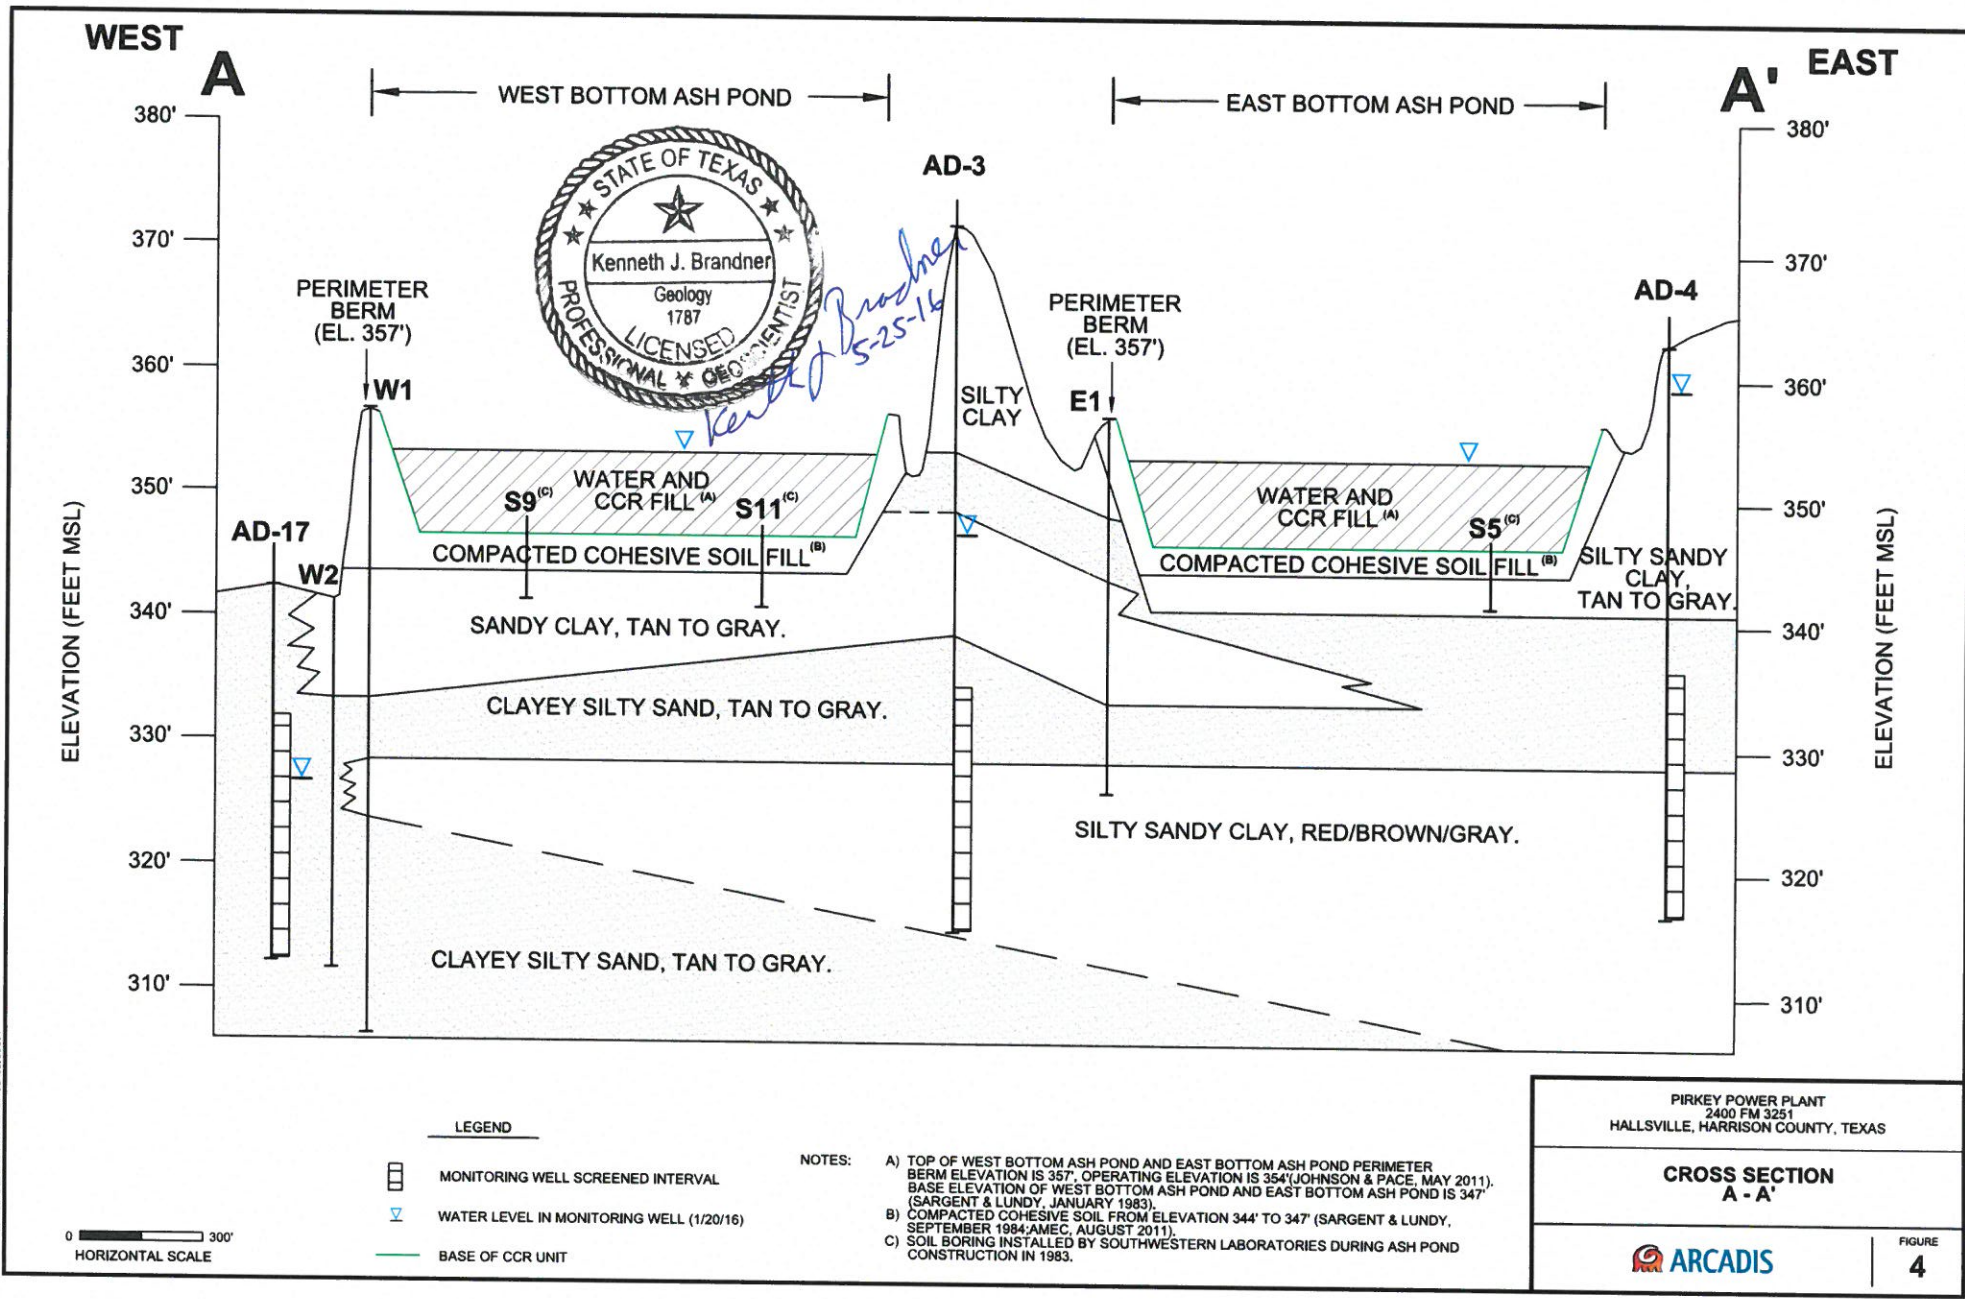 WEST
A
A'
EAST
WEST BOTTOM ASH POND
EAST BOTTOM ASH POND
380'
370'
360'
350'
340'
330'
320'
310'
ELEVATION (FEET MSL)
380'
370'
360'
350'
340'
330'
320'
310'
ELEVATION (FEET MSL)
STATE OF TEXAS
Kenneth J. Brandner
Geology
1787
LICENSED
PROFESSIONAL GEOSCIENTIST
Kenneth J Brandner
5-25-16
AD-3
AD-4
PERIMETER
BERM
(EL. 357')
W1
PERIMETER
BERM
(EL. 357')
E1
SILTY
CLAY
AD-17
W2
WATER AND
CCR FILL (A)
S9 (C)
S11 (C)
COMPACTED COHESIVE SOIL FILL (B)
WATER AND
CCR FILL (A)
S5 (C)
COMPACTED COHESIVE SOIL FILL (B)
SILTY SANDY
CLAY,
TAN TO GRAY.
SANDY CLAY, TAN TO GRAY.
CLAYEY SILTY SAND, TAN TO GRAY.
SILTY SANDY CLAY, RED/BROWN/GRAY.
CLAYEY SILTY SAND, TAN TO GRAY.
LEGEND
MONITORING WELL SCREENED INTERVAL
WATER LEVEL IN MONITORING WELL (1/20/16)
BASE OF CCR UNIT
0 300'
HORIZONTAL SCALE
NOTES:
A) TOP OF WEST BOTTOM ASH POND AND EAST BOTTOM ASH POND PERIMETER
BERM ELEVATION IS 357', OPERATING ELEVATION IS 354'(JOHNSON & PACE, MAY 2011).
BASE ELEVATION OF WEST BOTTOM ASH POND AND EAST BOTTOM ASH POND IS 347'
(SARGENT & LUNDY, JANUARY 1983).
B) COMPACTED COHESIVE SOIL FROM ELEVATION 344' TO 347' (SARGENT & LUNDY,
SEPTEMBER 1984;AMEC, AUGUST 2011).
C) SOIL BORING INSTALLED BY SOUTHWESTERN LABORATORIES DURING ASH POND
CONSTRUCTION IN 1983.
PIRKEY POWER PLANT
2400 FM 3251
HALLSVILLE, HARRISON COUNTY, TEXAS
CROSS SECTION
A - A'
ARCADIS
FIGURE
4